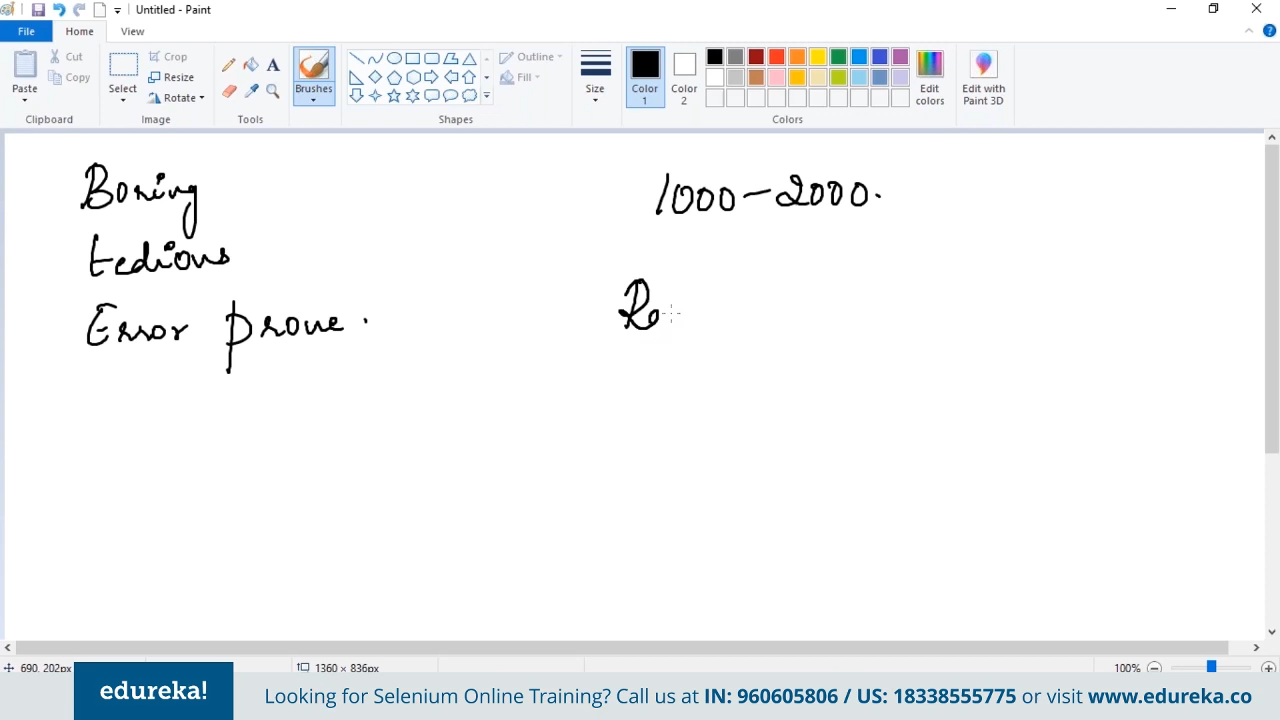 Untitled - Paint
File Home View
Paste Cut Copy Clipboard
Select Crop Resize Rotate Image
Tools
Brushes
Shapes Outline Fill
Size
Color 1 Color 2 Colors Edit colors
Edit with Paint 3D
Boring 1000-2000.
tedious
Error prone. Ro
690, 202px 1360 × 836px 100%
edureka! Looking for Selenium Online Training? Call us at IN: 960605806 / US: 18338555775 or visit www.edureka.co